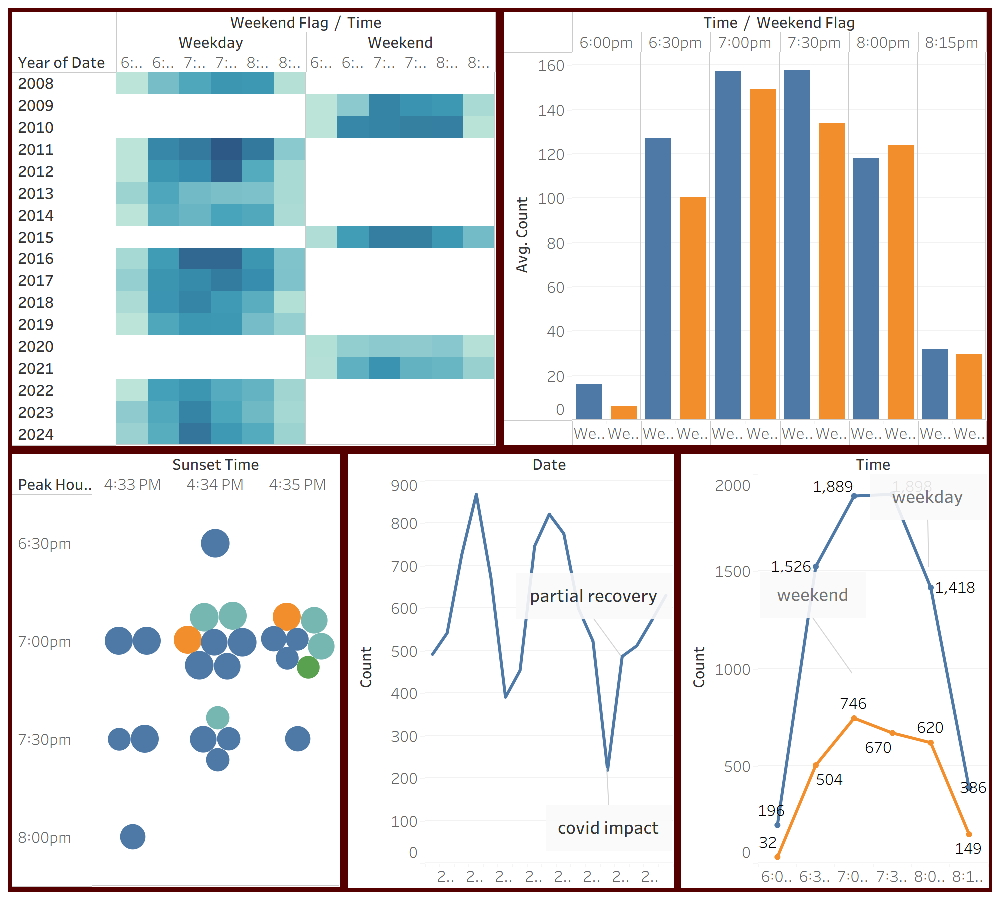 Weekend Flag / Time
Weekday Weekend
Year of Date 6:.. 6:.. 7:.. 7:.. 8:.. 8:.. 6:.. 6:.. 7:.. 7:.. 8:.. 8:..
2008
2009
2010
2011
2012
2013
2014
2015
2016
2017
2018
2019
2020
2021
2022
2023
2024
Time / Weekend Flag
6:00pm 6:30pm 7:00pm 7:30pm 8:00pm 8:15pm
160
140
120
100
80
60
40
20
0
Avg. Count
We.. We.. We.. We.. We.. We.. We.. We.. We.. We.. We.. We..
Sunset Time
Peak Hou.. 4:33 PM 4:34 PM 4:35 PM
6:30pm
7:00pm
7:30pm
8:00pm
Date
900
800
700
600
500
400
300
200
100
0
Count
partial recovery
covid impact
2.. 2.. 2.. 2.. 2.. 2.. 2.. 2..
Time
2000
1500
1000
500
0
Count
1,889
1,898
weekday
1,526
1,418
weekend
746
670
620
504
386
196
32
149
6:0.. 6:3.. 7:0.. 7:3.. 8:0.. 8:1..